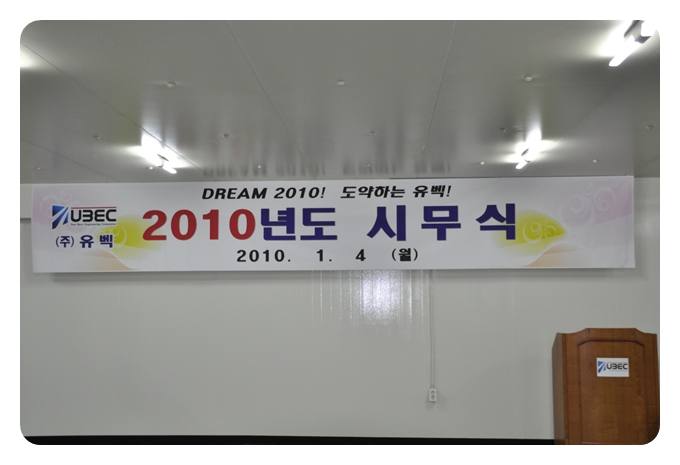 DREAM 2010! 도약하는 유벡!
UBEC
(주) 유벡
2010년도 시무식
2010. 1. 4 (월)
UBEC